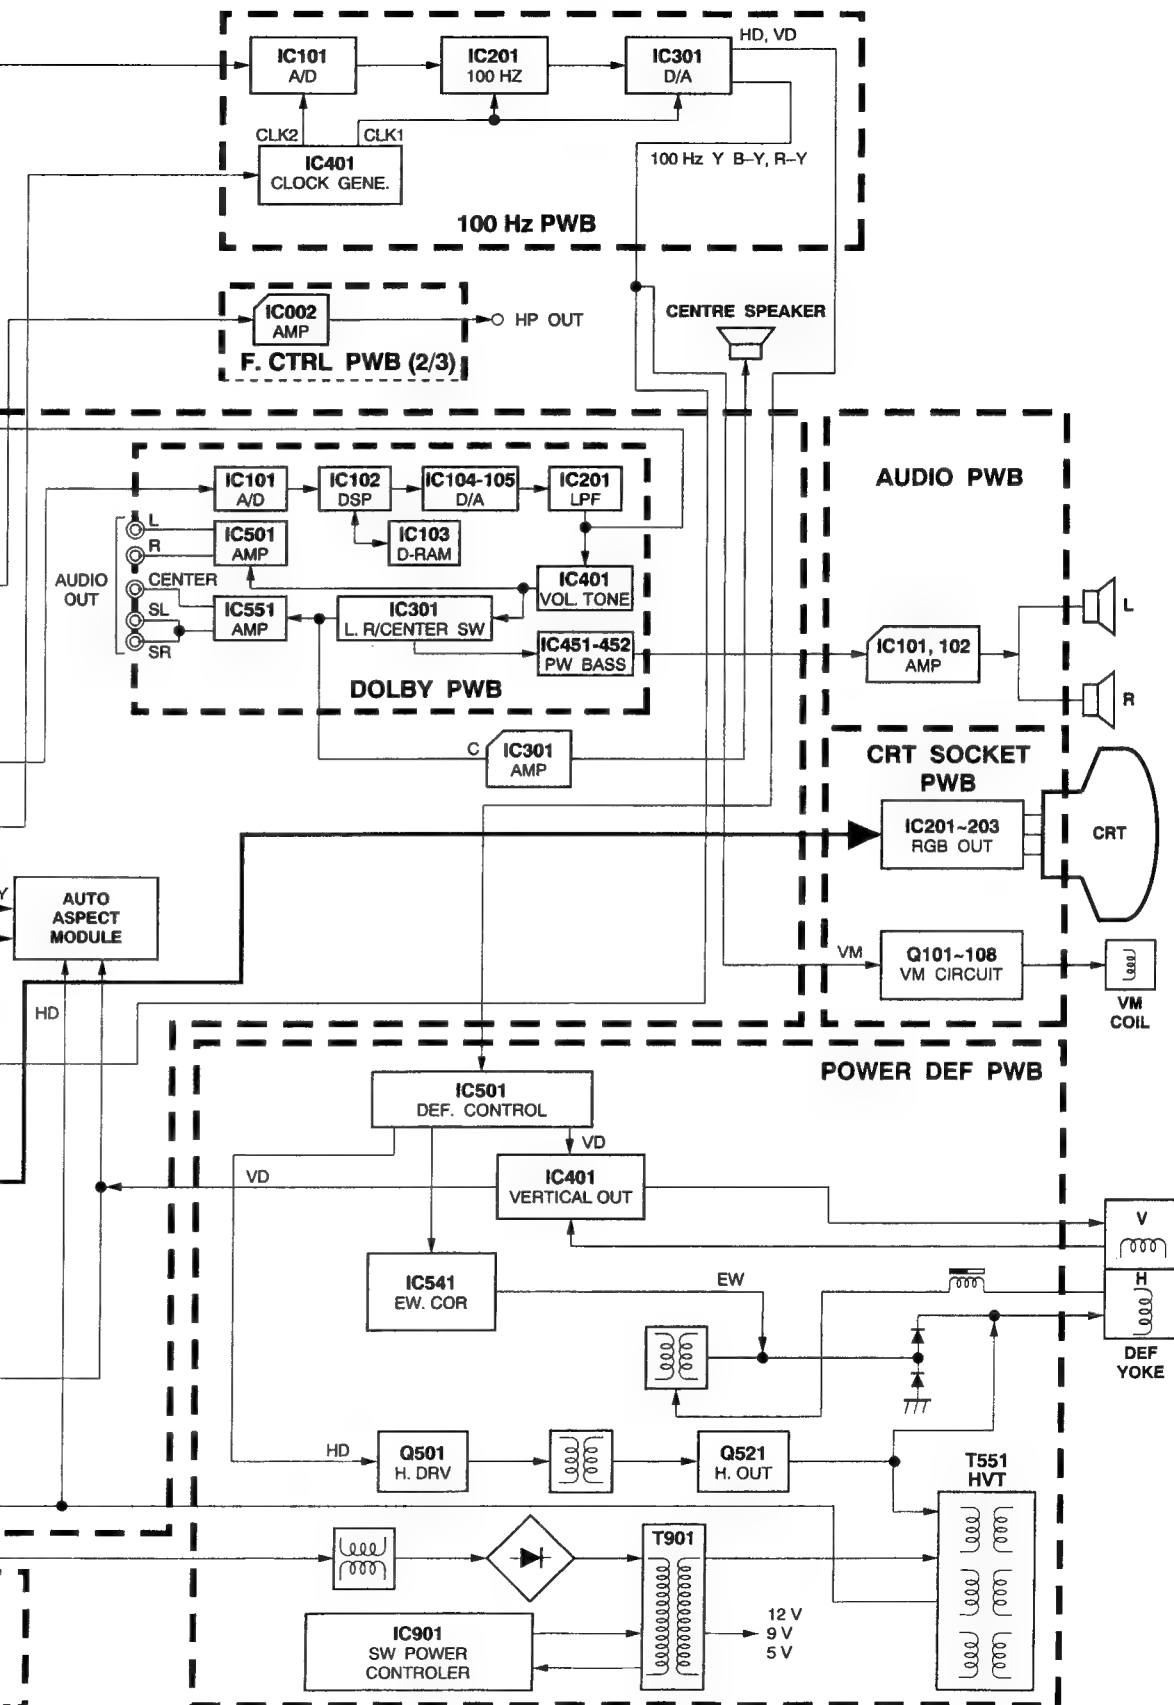 HD, VD
IC101
A/D
IC201
100 HZ
IC301
D/A
CLK2
CLK1
IC401
CLOCK GENE.
100 Hz Y B–Y, R–Y
100 Hz PWB
IC002
AMP
HP OUT
F. CTRL PWB (2/3)
CENTRE SPEAKER
AUDIO PWB
IC101
A/D
IC102
DSP
IC104-105
D/A
IC201
LPF
L
R
IC501
AMP
IC103
D-RAM
AUDIO
OUT
CENTER
SL
SR
IC551
AMP
IC301
L. R/CENTER SW
IC401
VOL. TONE
IC451-452
PW BASS
DOLBY PWB
IC101, 102
AMP
L
R
C
IC301
AMP
CRT SOCKET
PWB
IC201~203
RGB OUT
CRT
Y
AUTO
ASPECT
MODULE
HD
VM
Q101~108
VM CIRCUIT
VM
COIL
POWER DEF PWB
IC501
DEF. CONTROL
VD
VD
IC401
VERTICAL OUT
V
H
DEF
YOKE
IC541
EW. COR
EW
HD
Q501
H. DRV
Q521
H. OUT
T551
HVT
T901
IC901
SW POWER
CONTROLER
12 V
9 V
5 V